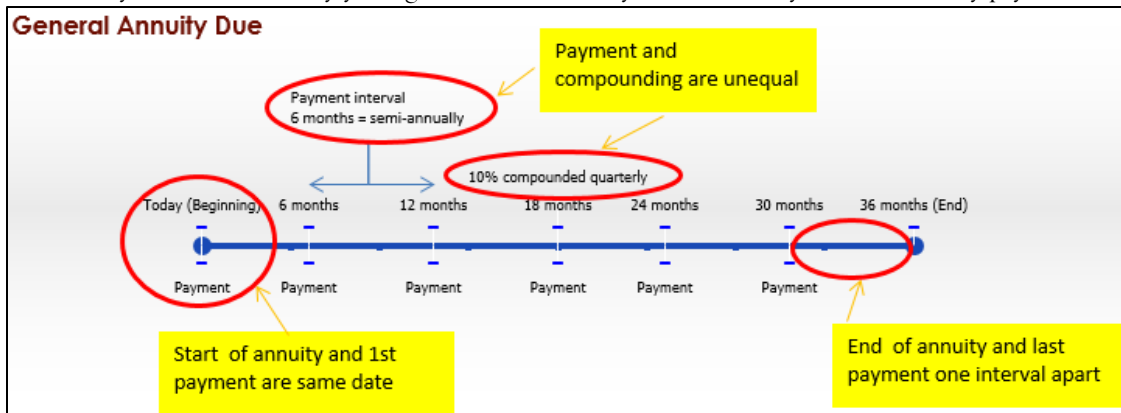 General Annuity Due
Payment and
compounding are unequal
Payment interval
6 months = semi-annually
10% compounded quarterly
Today (Beginning) 6 months 12 months 18 months 24 months 30 months 36 months (End)
Payment Payment Payment Payment Payment Payment
Start of annuity and 1st
payment are same date
End of annuity and last
payment one interval apart